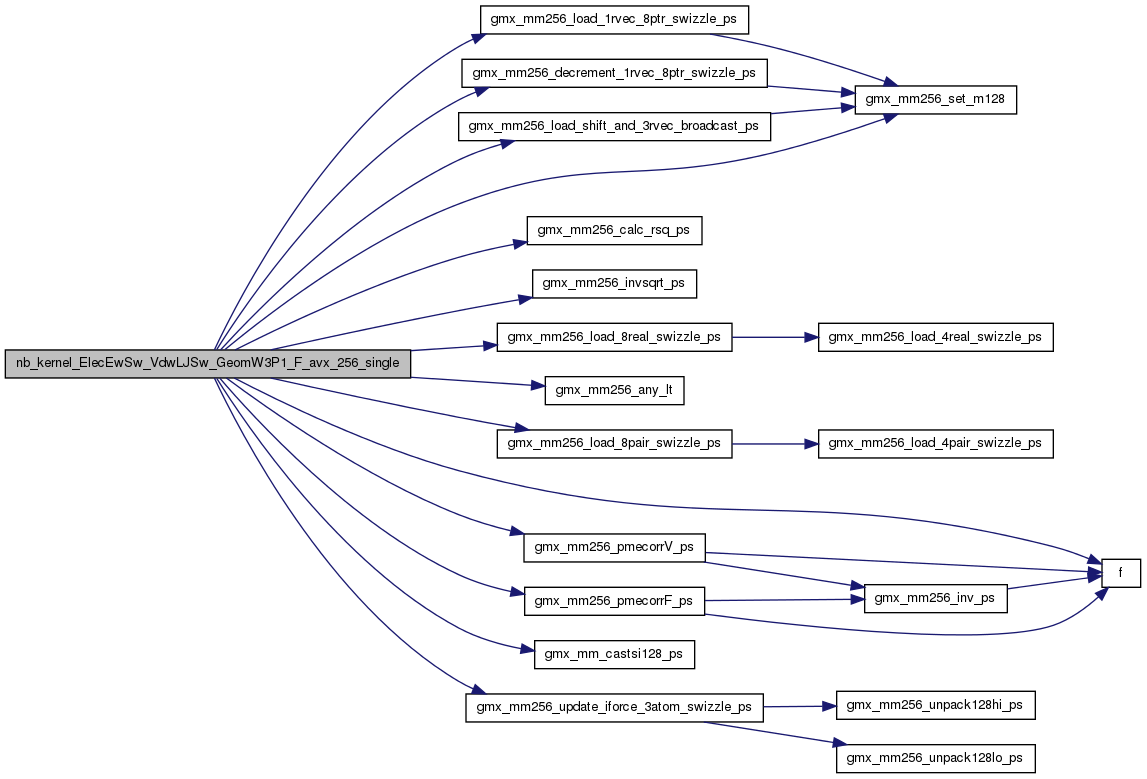 gmx_mm256_load_1rvec_8ptr_swizzle_ps
gmx_mm256_decrement_1rvec_8ptr_swizzle_ps
gmx_mm256_set_m128
gmx_mm256_load_shift_and_3rvec_broadcast_ps
gmx_mm256_calc_rsq_ps
gmx_mm256_invsqrt_ps
gmx_mm256_load_8real_swizzle_ps
gmx_mm256_load_4real_swizzle_ps
nb_kernel_ElecEwSw_VdwLJSw_GeomW3P1_F_avx_256_single
gmx_mm256_any_lt
gmx_mm256_load_8pair_swizzle_ps
gmx_mm256_load_4pair_swizzle_ps
gmx_mm256_pmecorrV_ps
f
gmx_mm256_pmecorrF_ps
gmx_mm256_inv_ps
gmx_mm_castsi128_ps
gmx_mm256_update_iforce_3atom_swizzle_ps
gmx_mm256_unpack128hi_ps
gmx_mm256_unpack128lo_ps